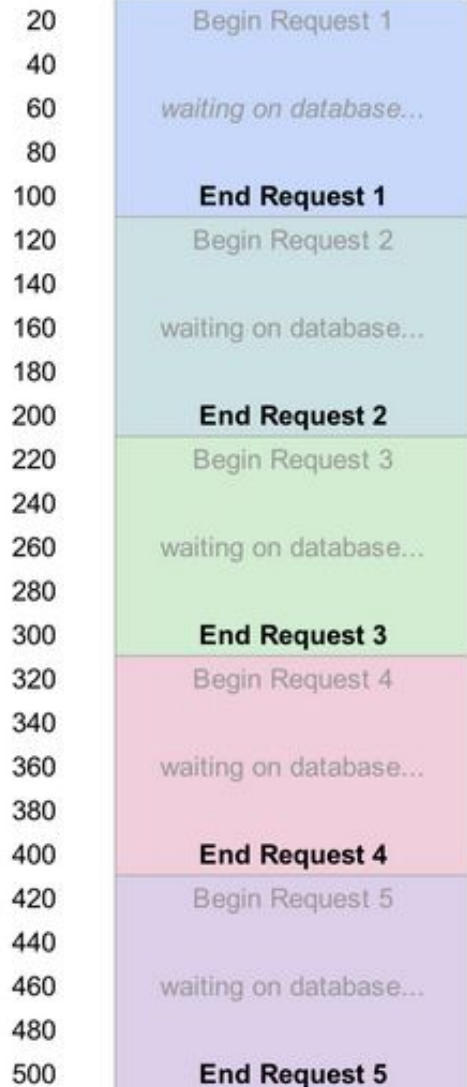 20 Begin Request 1
40
60 waiting on database...
80
100 End Request 1
120 Begin Request 2
140
160 waiting on database...
180
200 End Request 2
220 Begin Request 3
240
260 waiting on database...
280
300 End Request 3
320 Begin Request 4
340
360 waiting on database...
380
400 End Request 4
420 Begin Request 5
440
460 waiting on database...
480
500 End Request 5